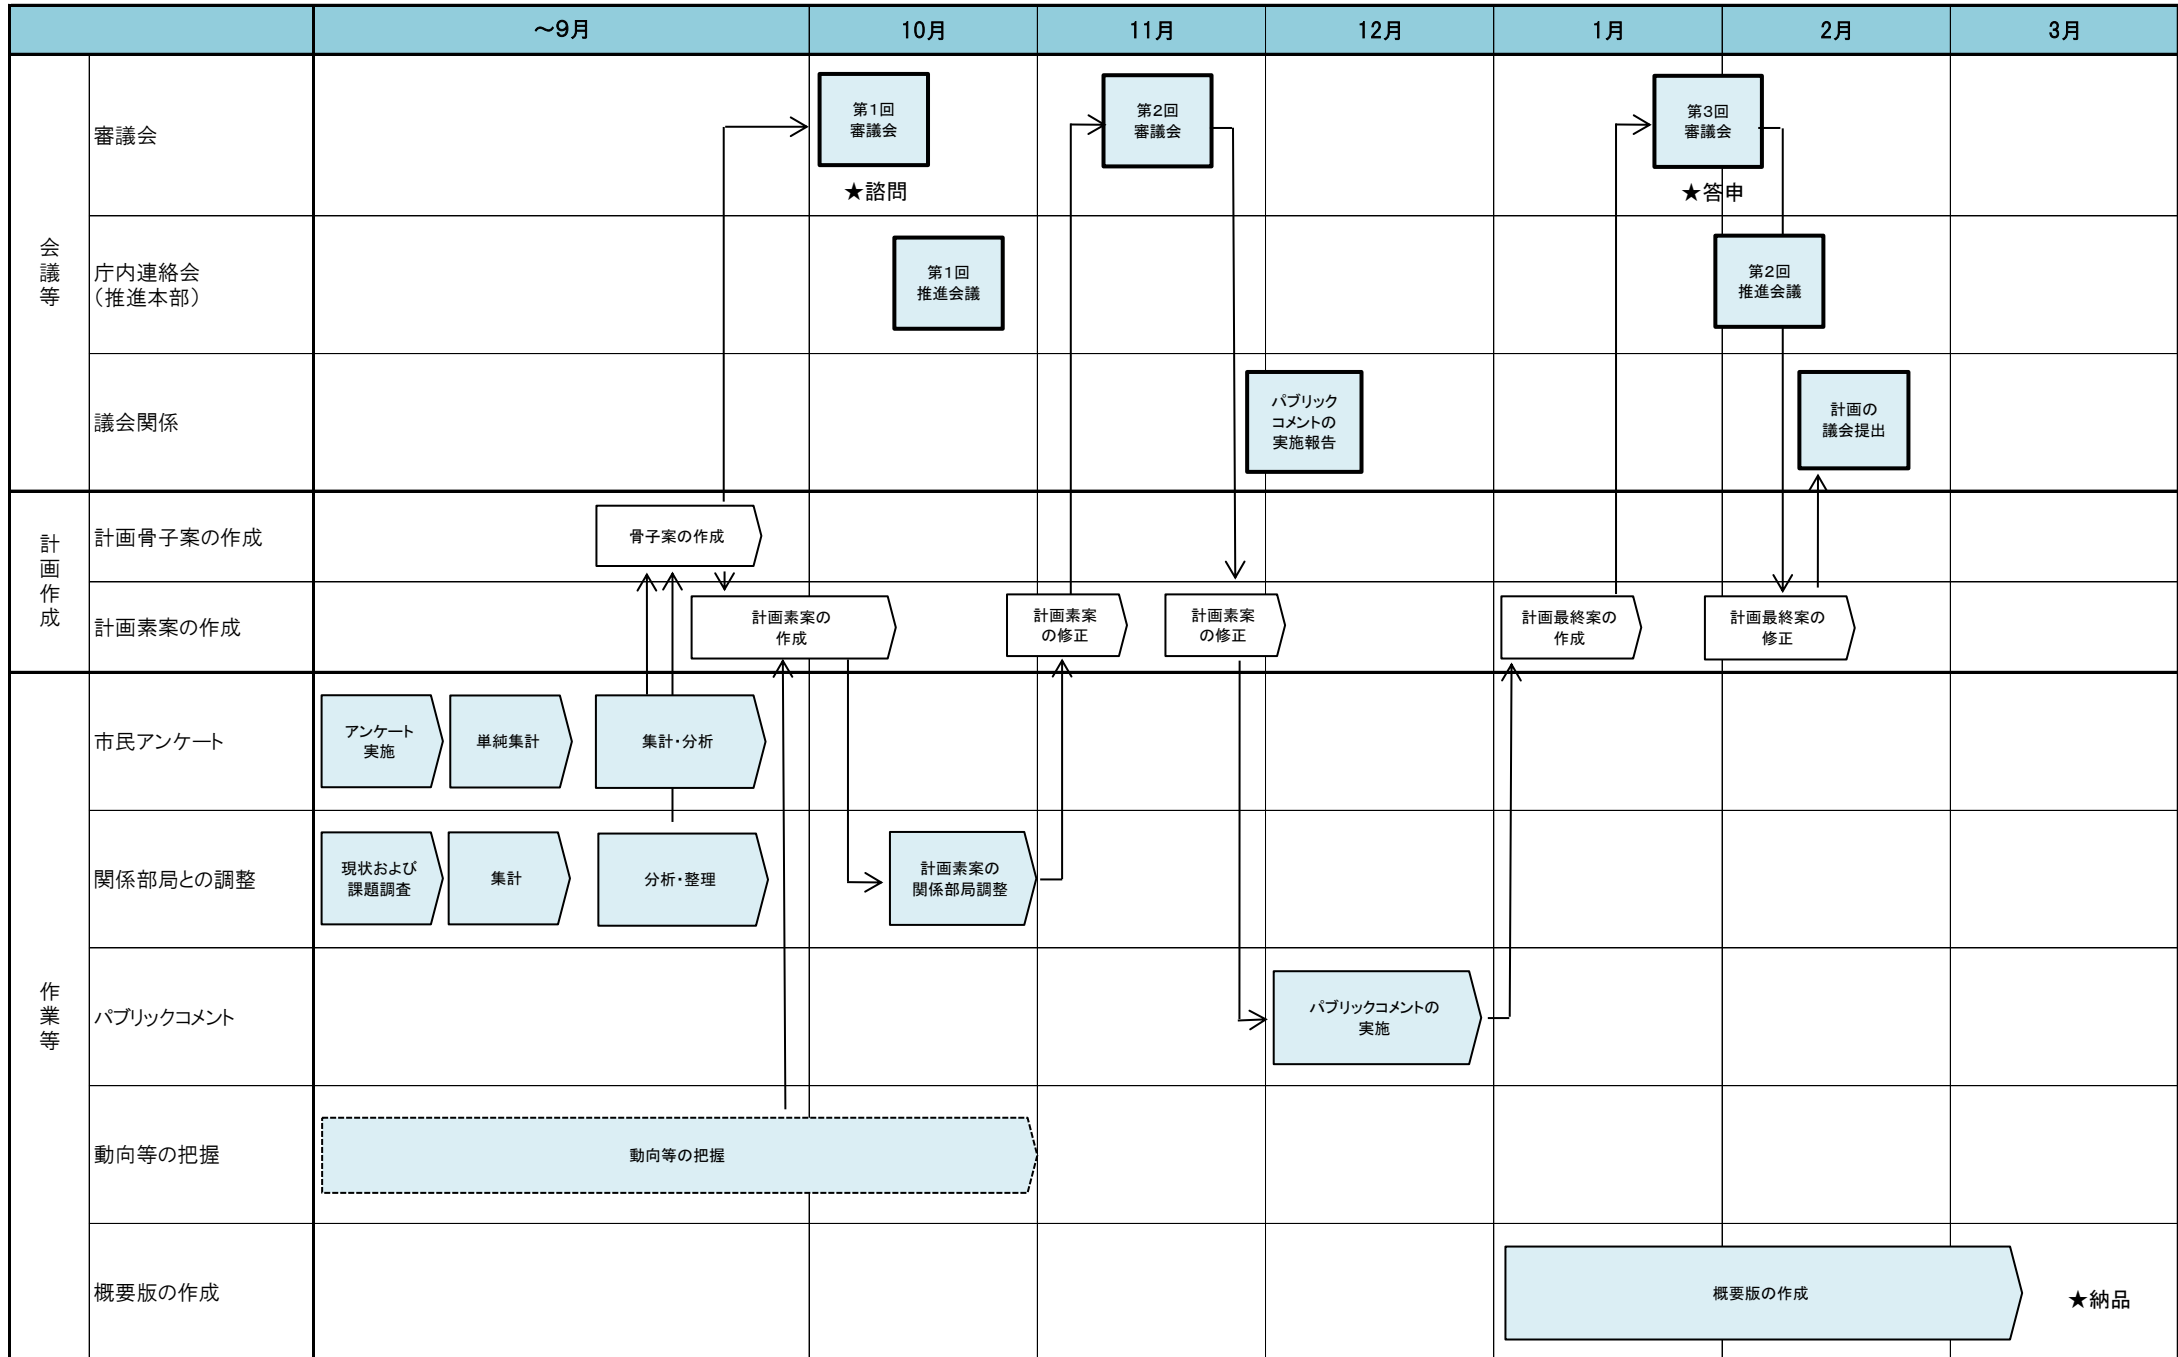 ～9月
10月
11月
12月
1月
2月
3月
会議等
審議会
第1回
審議会
★諮問
第2回
審議会
第3回
審議会
★答申
庁内連絡会
（推進本部）
第1回
推進会議
第2回
推進会議
議会関係
パブリック
コメントの
実施報告
計画の
議会提出
計画作成
計画骨子案の作成
骨子案の作成
計画素案の作成
計画素案の
作成
計画素案
の修正
計画素案
の修正
計画最終案の
作成
計画最終案の
修正
作業等
市民アンケート
アンケート
実施
単純集計
集計・分析
関係部局との調整
現状および
課題調査
集計
分析・整理
計画素案の
関係部局調整
パブリックコメント
パブリックコメントの
実施
動向等の把握
動向等の把握
概要版の作成
概要版の作成
★納品